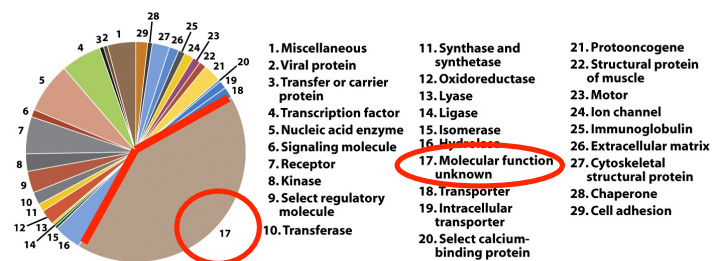 28
3 2 1 29 27 25
4 26 23
24 20
22
21
5 19
18
6
7
8
9
10
11
12
13
14 15 16
17
1. Miscellaneous
2. Viral protein
3. Transfer or carrier
protein
4. Transcription factor
5. Nucleic acid enzyme
6. Signaling molecule
7. Receptor
8. Kinase
9. Select regulatory
molecule
10. Transferase
11. Synthase and
synthetase
12. Oxidoreductase
13. Lyase
14. Ligase
15. Isomerase
16. Hydrolase
17. Molecular function
unknown
18. Transporter
19. Intracellular
transporter
20. Select calcium-
binding protein
21. Protooncogene
22. Structural protein
of muscle
23. Motor
24. Ion channel
25. Immunoglobulin
26. Extracellular matrix
27. Cytoskeletal
structural protein
28. Chaperone
29. Cell adhesion